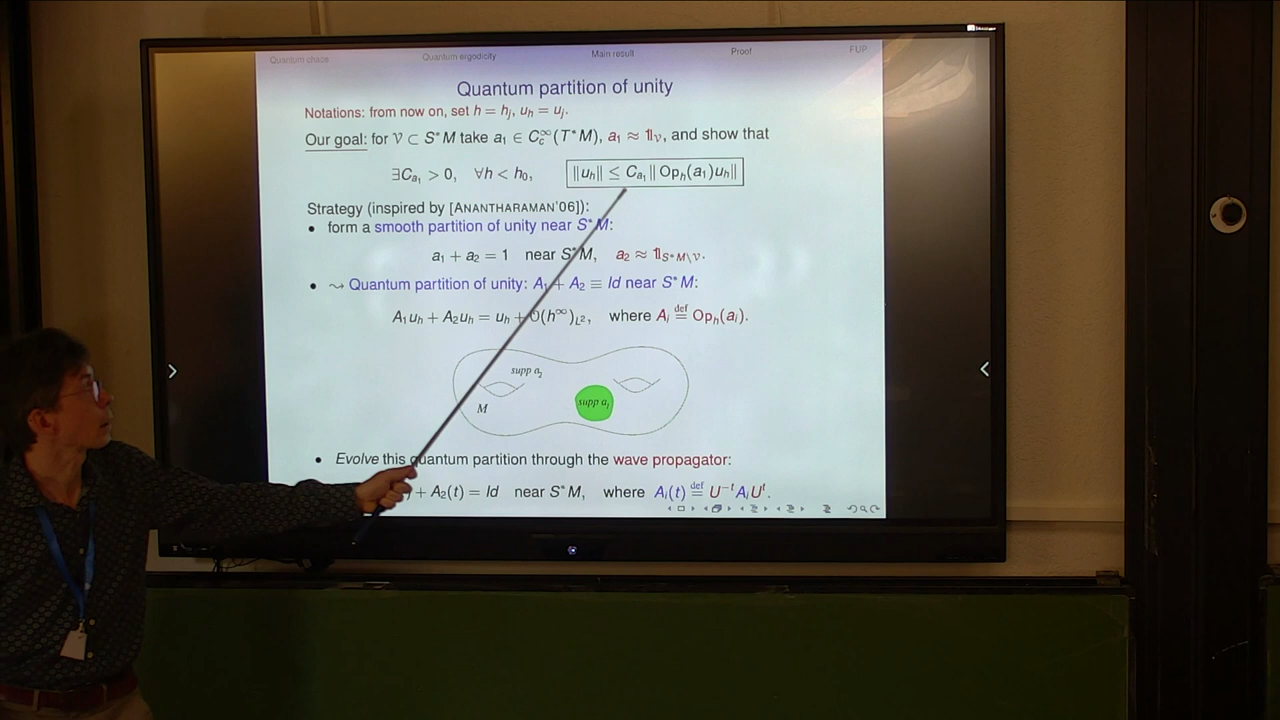 Quantum chaos Quantum ergodicity Main result Proof FUP
Quantum partition of unity
Notations: from now on, set h = h_j, u_h = u_j.
Our goal: for 𝒱 ⊂ S*M take a₁ ∈ C_c^∞(T*M), a₁ ≈ 𝟙_𝒱, and show that
∃C_{a₁} > 0, ∀h < h₀, ‖u_h‖ ≤ C_{a₁}‖Op_h(a₁)u_h‖
Strategy (inspired by [ANANTHARAMAN'06]):
• form a smooth partition of unity near S*M:
a₁ + a₂ = 1 near S*M, a₂ ≈ 𝟙_{S*M\𝒱}.
• ⇝ Quantum partition of unity: A₁ + A₂ ≡ Id near S*M:
A₁u_h + A₂u_h = u_h + O(h^∞)_{L²}, where A_i ≝ Op_h(a_i).
supp a₂
supp a₁
M
• Evolve this quantum partition through the wave propagator:
) + A₂(t) = Id near S*M, where A_i(t) ≝ U^{-t}A_iU^t.